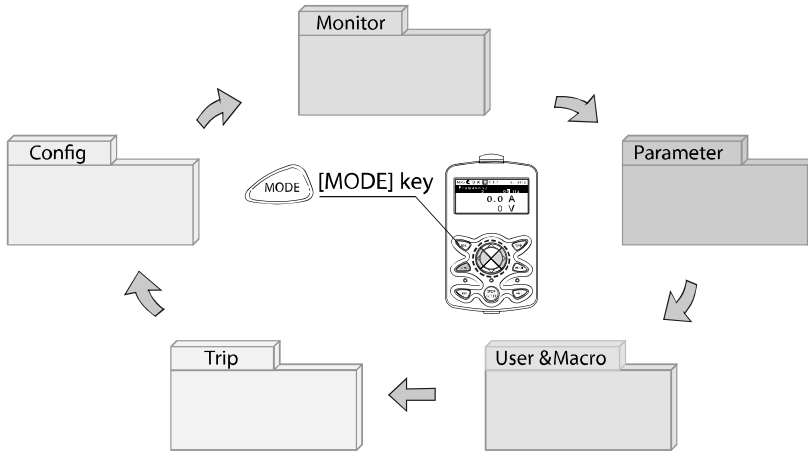 Monitor
Config
Parameter
MODE
[MODE] key
0.0 A
0 V
Trip
User &Macro